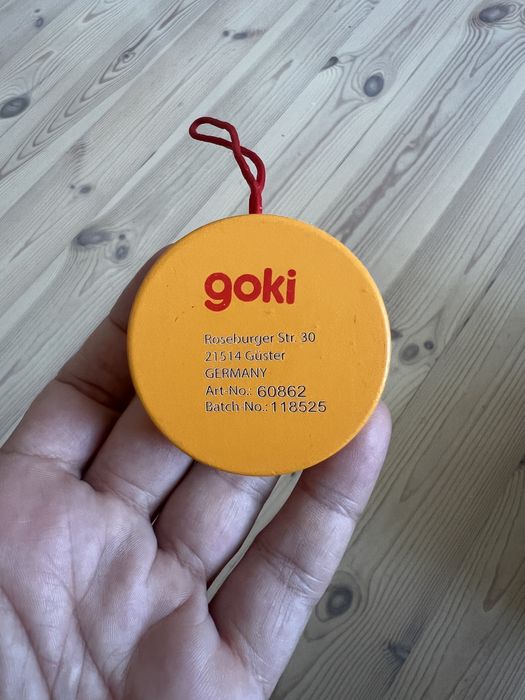 goki
Roseburger Str. 30
21514 Güster
GERMANY
Art-No.: 60862
Batch-No.: 118525